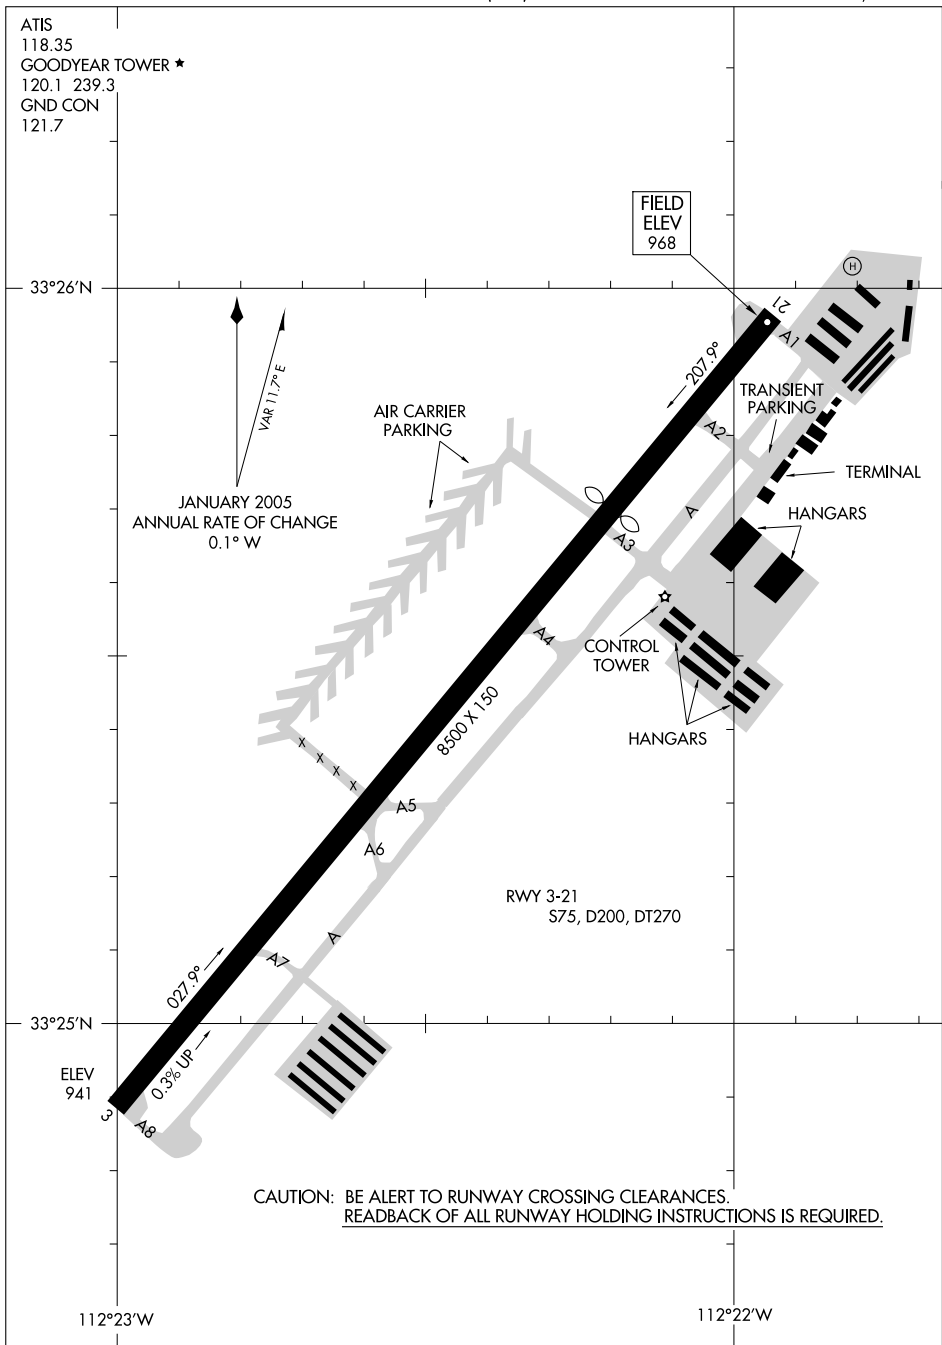 ATIS
118.35
GOODYEAR TOWER ★
120.1 239.3
GND CON
121.7
FIELD
ELEV
968
33°26'N
21
A1
H
207.9°
VAR 11.7° E
TRANSIENT
PARKING
AIR CARRIER
PARKING
A2
TERMINAL
JANUARY 2005
ANNUAL RATE OF CHANGE
0.1° W
A
HANGARS
A3
A4
CONTROL
TOWER
8500 X 150
HANGARS
X
X
X
X
A5
A6
RWY 3-21
S75, D200, DT270
A
A7
027.9°
33°25'N
0.3% UP
ELEV
941
3
A8
CAUTION: BE ALERT TO RUNWAY CROSSING CLEARANCES.
READBACK OF ALL RUNWAY HOLDING INSTRUCTIONS IS REQUIRED.
112°23'W
112°22'W